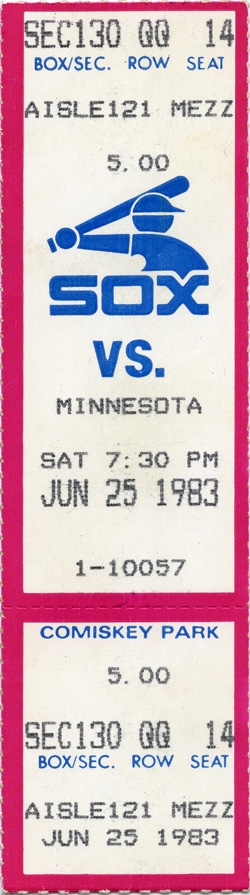 SEC130 QQ 14
BOX/SEC. ROW SEAT
AISLE121 MEZZ
5.00
SOX
VS.
MINNESOTA
SAT 7:30 PM
JUN 25 1983
1-10057
COMISKEY PARK
5.00
SEC130 QQ 14
BOX/SEC. ROW SEAT
AISLE121 MEZZ
JUN 25 1983